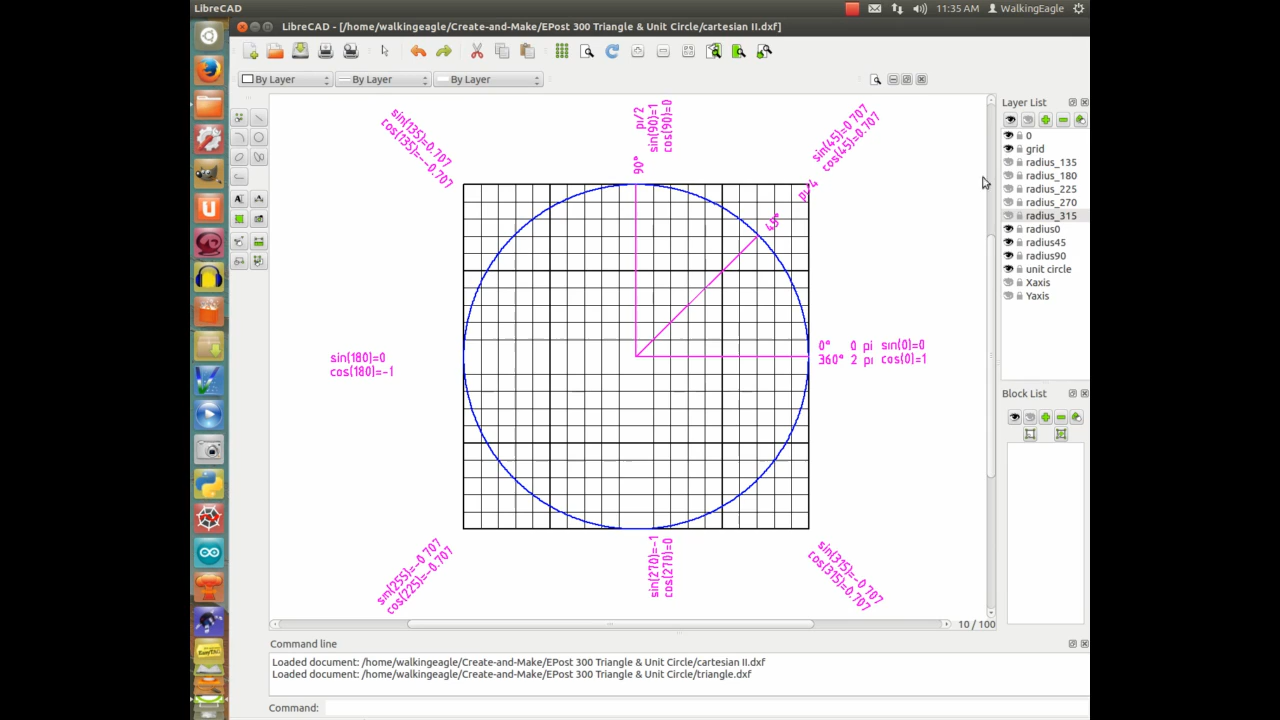 LibreCAD
11:35 AM
WalkingEagle
LibreCAD - [/home/walkingeagle/Create-and-Make/EPost 300 Triangle & Unit Circle/cartesian II.dxf]
By Layer
By Layer
By Layer
Layer List
0
grid
radius_135
radius_180
radius_225
radius_270
radius_315
radius0
radius45
radius90
unit circle
Xaxis
Yaxis
Block List
sin(135)=0.707
cos(135)=-0.707
pi/2
sin(90)=1
cos(90)=0
90°
sin(45)=0.707
cos(45)=0.707
pi/4
45°
0° 0 pi sin(0)=0
360° 2 pi cos(0)=1
sin(180)=0
cos(180)=-1
sin(255)=-0.707
cos(225)=-0.707
sin(270)=-1
cos(270)=0
sin(315)=-0.707
cos(315)=0.707
10 / 100
Command line
Loaded document: /home/walkingeagle/Create-and-Make/EPost 300 Triangle & Unit Circle/cartesian II.dxf
Loaded document: /home/walkingeagle/Create-and-Make/EPost 300 Triangle & Unit Circle/triangle.dxf
Command: